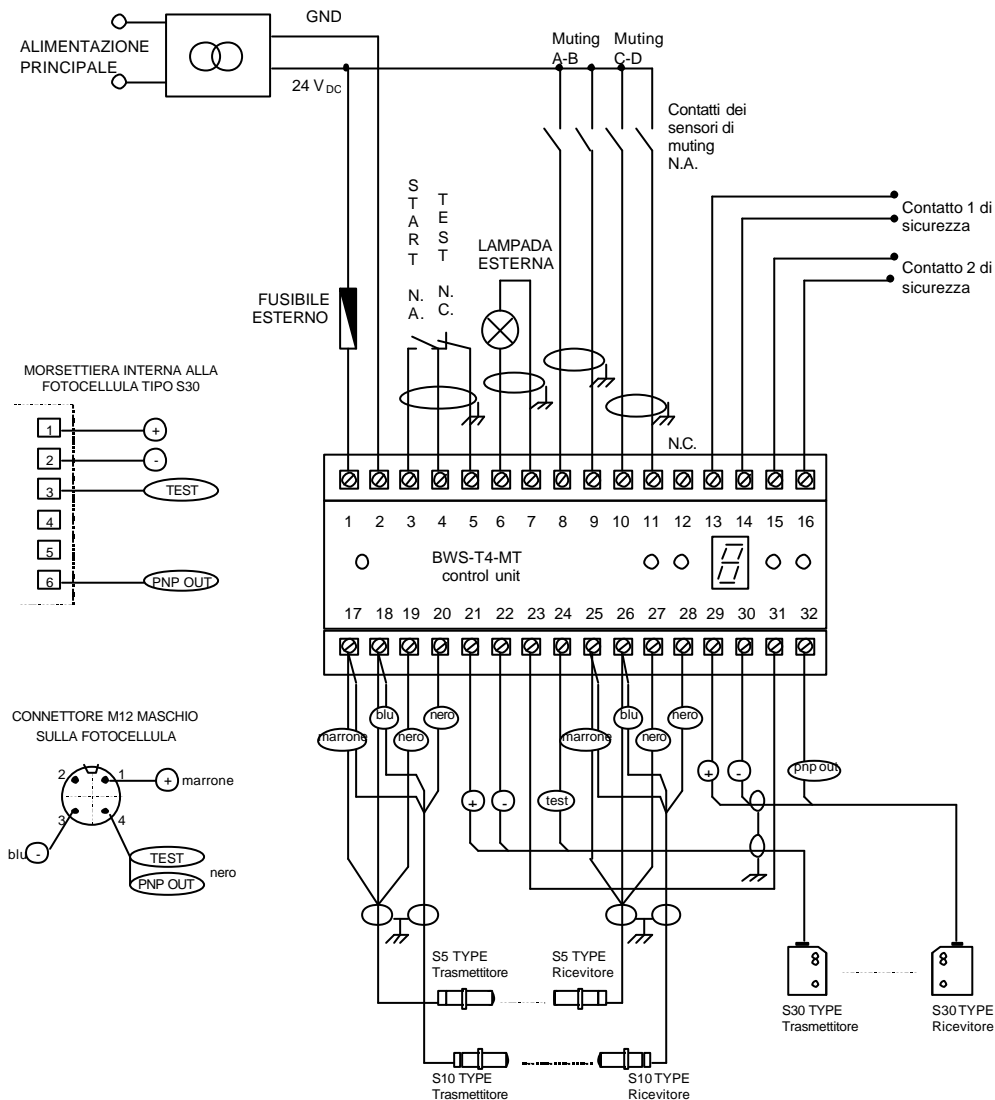 GND
ALIMENTAZIONE
PRINCIPALE
24 VDC
Muting
A-B
Muting
C-D
Contatti dei
sensori di
muting
N.A.
START N.A.
TEST N.C.
LAMPADA
ESTERNA
Contatto 1 di
sicurezza
Contatto 2 di
sicurezza
FUSIBILE
ESTERNO
MORSETTIERA INTERNA ALLA
FOTOCELLULA TIPO S30
1 +
2 -
3 TEST
4
5
6 PNP OUT
N.C.
1 2 3 4 5 6 7 8 9 10 11 12 13 14 15 16
BWS-T4-MT
control unit
17 18 19 20 21 22 23 24 25 26 27 28 29 30 31 32
marrone blu nero nero + - test marrone blu nero nero + - pnp out
CONNETTORE M12 MASCHIO
SULLA FOTOCELLULA
2 1 + marrone
3 4
blu -
TEST
PNP OUT
nero
S5 TYPE
Trasmettitore
S5 TYPE
Ricevitore
S30 TYPE
Trasmettitore
S30 TYPE
Ricevitore
S10 TYPE
Trasmettitore
S10 TYPE
Ricevitore